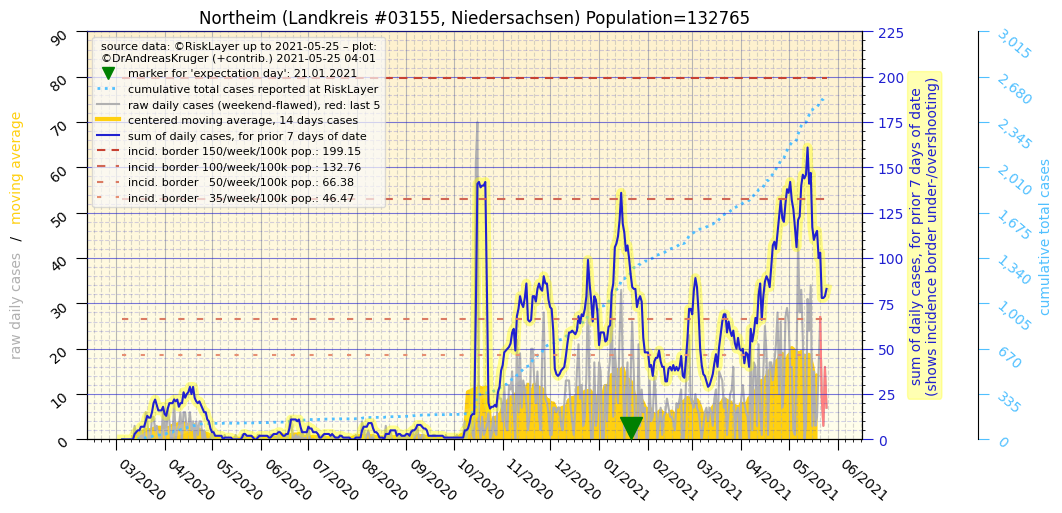 Northeim (Landkreis #03155, Niedersachsen) Population=132765
source data: ©RiskLayer up to 2021-05-25 – plot:
©DrAndreasKruger (+contrib.) 2021-05-25 04:01
marker for 'expectation day': 21.01.2021
cumulative total cases reported at RiskLayer
raw daily cases (weekend-flawed), red: last 5
centered moving average, 14 days cases
sum of daily cases, for prior 7 days of date
incid. border 150/week/100k pop.: 199.15
incid. border 100/week/100k pop.: 132.76
incid. border 50/week/100k pop.: 66.38
incid. border 35/week/100k pop.: 46.47
raw daily cases / moving average
90
80
70
60
50
40
30
20
10
0
225
200
175
150
125
100
75
50
25
0
sum of daily cases, for prior 7 days of date
(shows incidence border under-/overshooting)
3,015
2,680
2,345
2,010
1,675
1,340
1,005
670
335
0
cumulative total cases
03/2020
04/2020
05/2020
06/2020
07/2020
08/2020
09/2020
10/2020
11/2020
12/2020
01/2021
02/2021
03/2021
04/2021
05/2021
06/2021